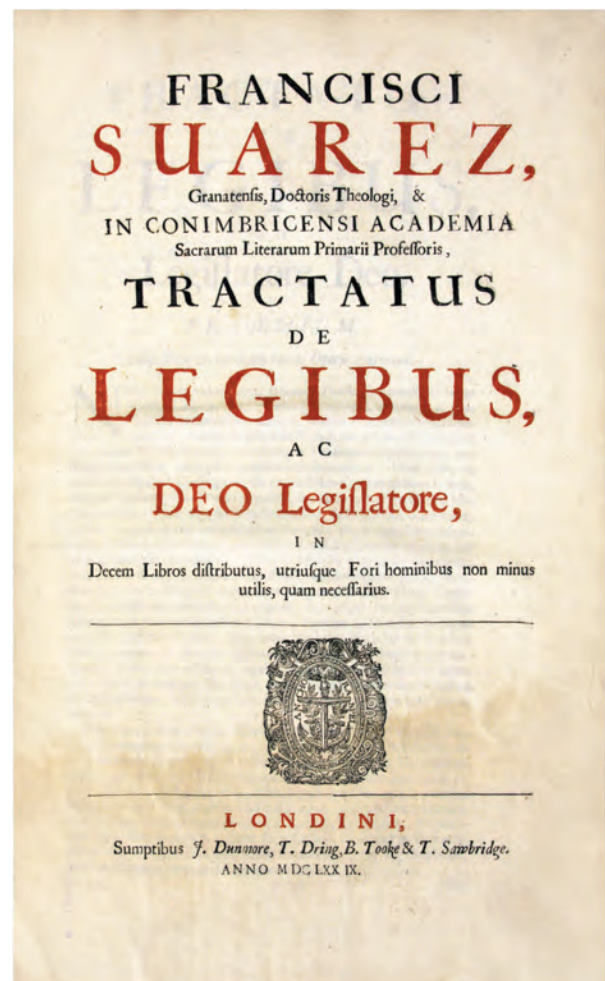 FRANCISCI
SUAREZ,
Granatenſis, Doctoris Theologi, &
IN CONIMBRICENSI ACADEMIA
Sacrarum Literarum Primarii Profeſſoris,
TRACTATUS
DE
LEGIBUS,
AC
DEO Legiſlatore,
IN
Decem Libros diſtributus, utriuſque Fori hominibus non minus
utilis, quam neceſſarius.
LONDINI,
Sumptibus J. Dunmore, T. Dring, B. Tooke & T. Sawbridge.
ANNO MDCLXXIX.